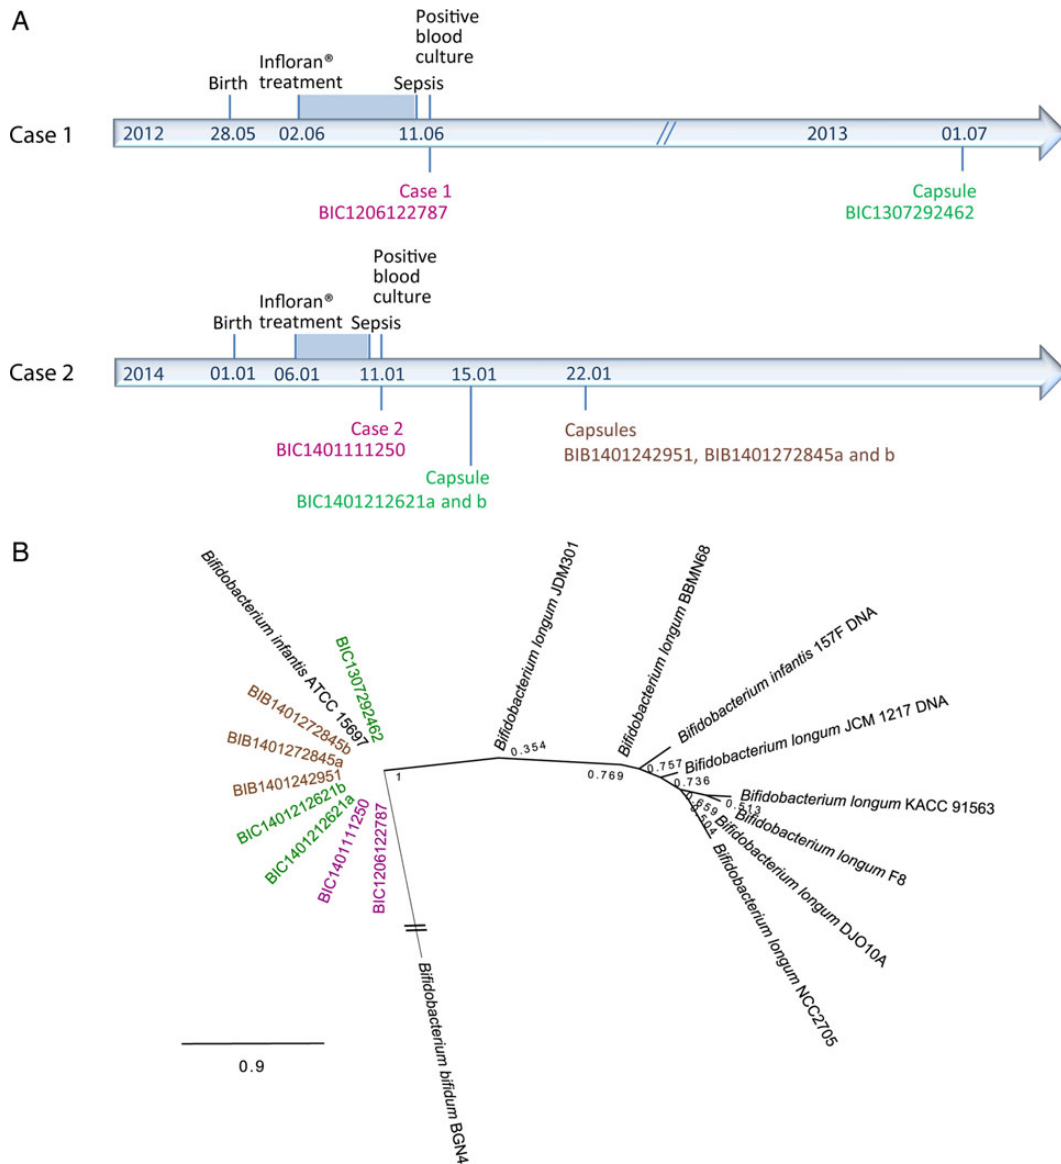 A
Positive
blood
culture
Infloran®
treatment
Birth
Sepsis
Case 1
2012
28.05
02.06
11.06
//
2013
01.07
Case 1
BIC1206122787
Capsule
BIC1307292462
Positive
blood
culture
Infloran®
treatment
Birth
Sepsis
Case 2
2014
01.01
06.01
11.01
15.01
22.01
Case 2
BIC1401111250
Capsules
BIB1401242951, BIB1401272845a and b
Capsule
BIC1401212621a and b
B
Bifidobacterium infantis ATCC 15697
BIC1307292462
BIB1401272845b
BIB1401272845a
BIB1401242951
BIC1401212621b
BIC1401212621a
BIC1401111250
BIC1206122787
1
Bifidobacterium longum JDM301
0.354
Bifidobacterium longum BBMN68
0.769
Bifidobacterium infantis 157F DNA
0.757
Bifidobacterium longum JCM 1217 DNA
0.736
Bifidobacterium longum KACC 91563
0.513
Bifidobacterium longum F8
0.659
Bifidobacterium longum DJO10A
0.504
Bifidobacterium longum NCC2705
Bifidobacterium bifidum BGN4
0.9